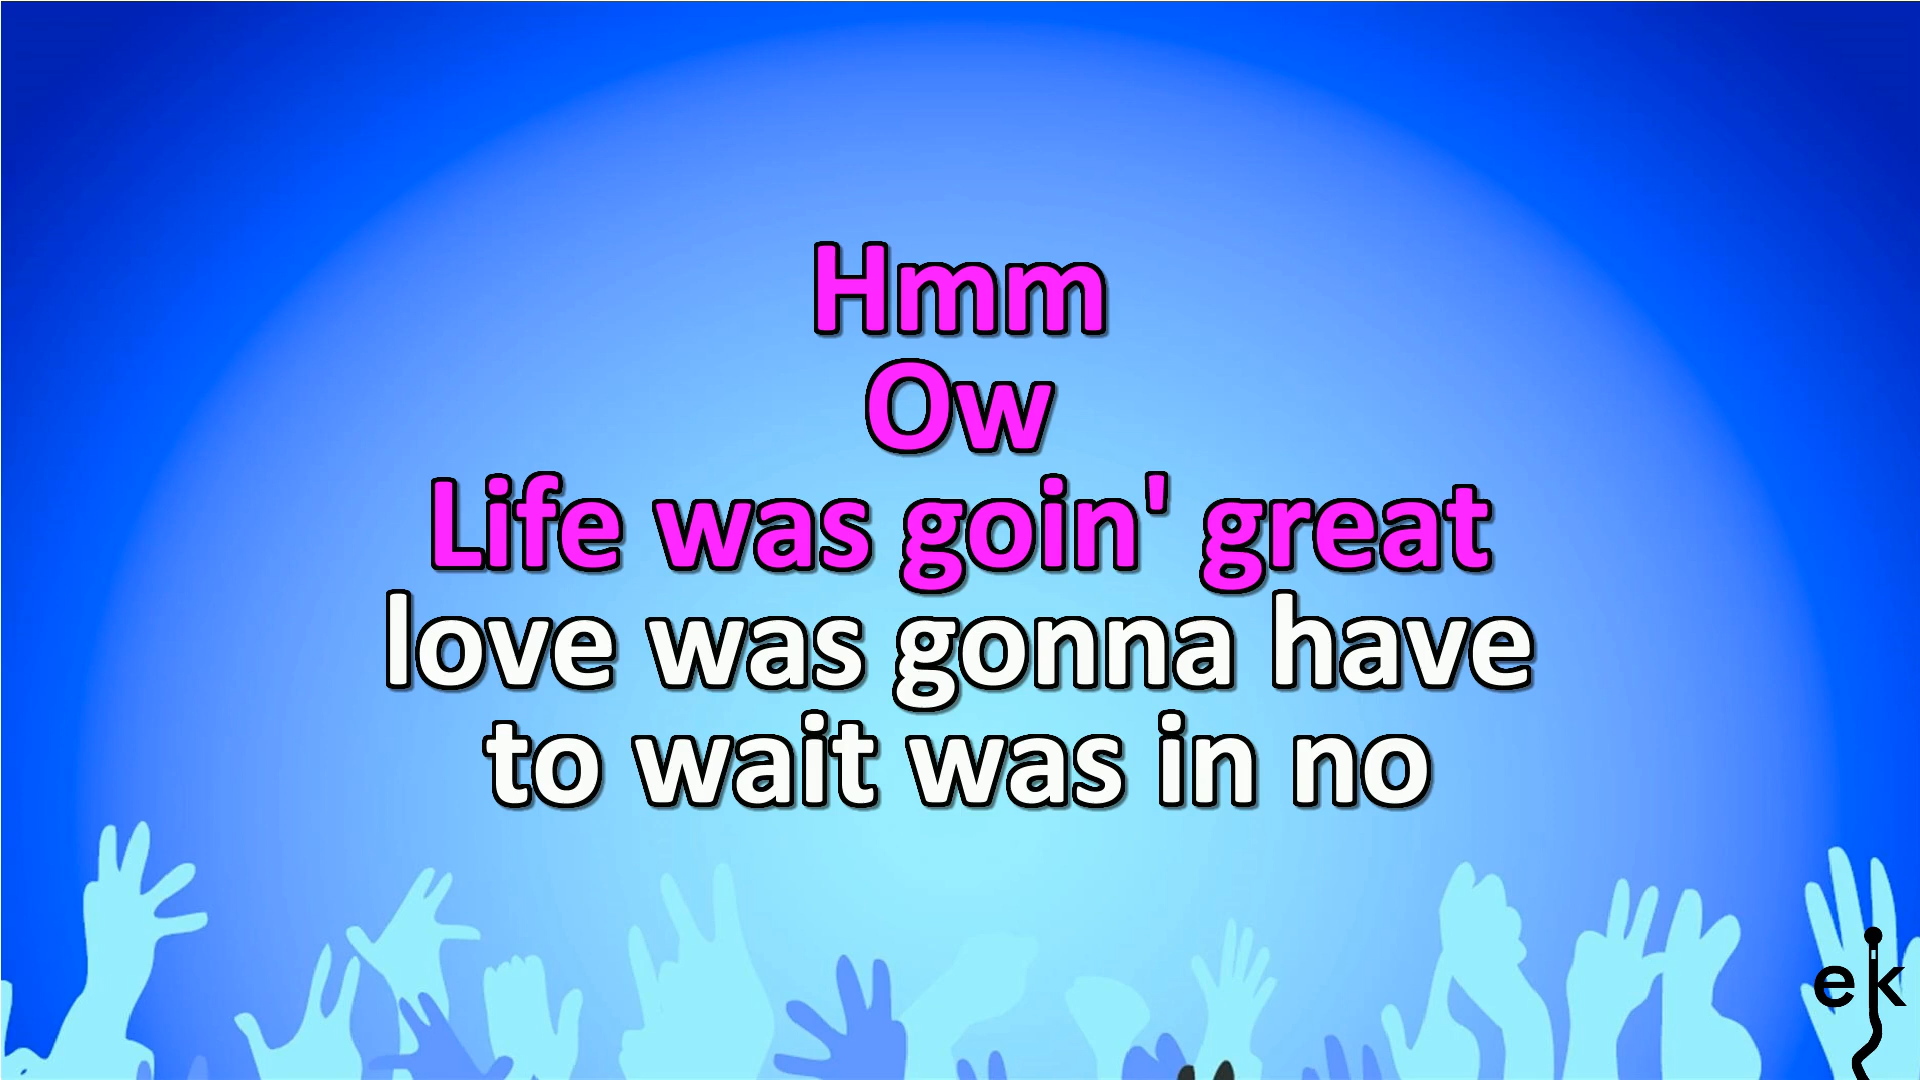 Hmm
Ow
Life was goin' great
love was gonna have
to wait was in no
ek